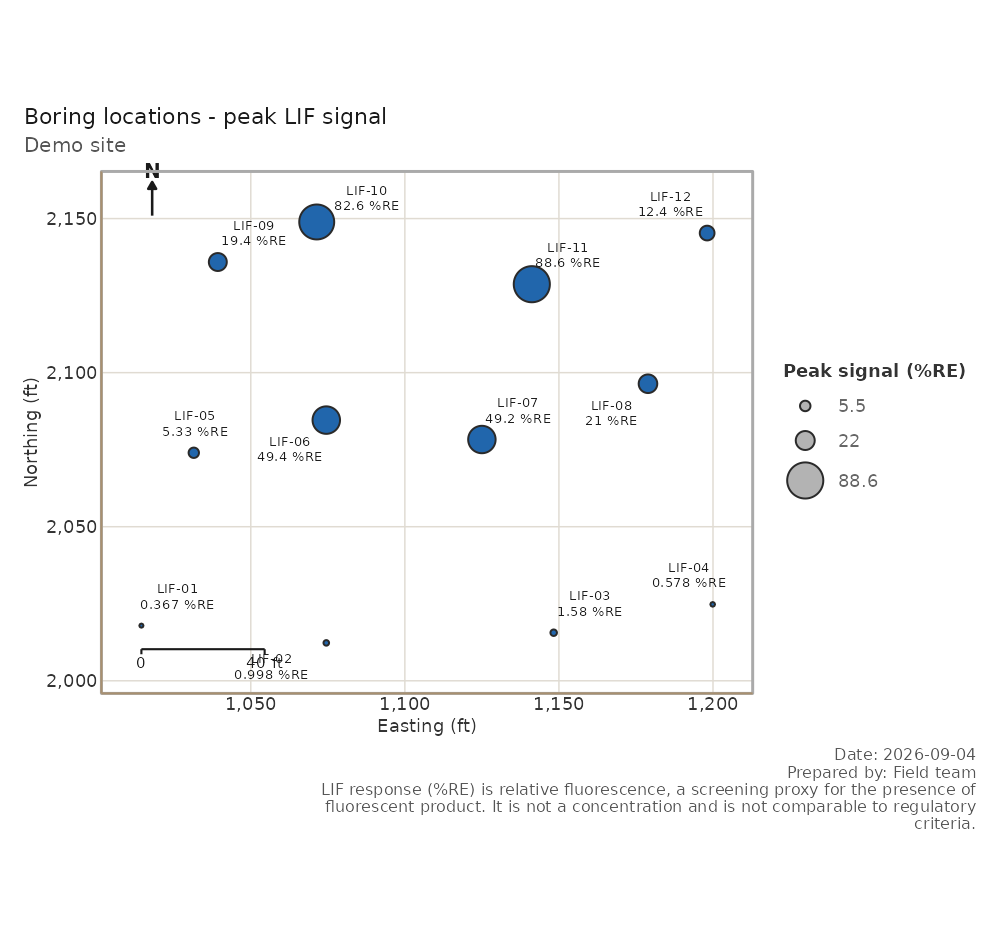 Boring locations - peak LIF signal
Demo site
N
LIF-10
82.6 %RE
LIF-12
12.4 %RE
2,150
LIF-09
19.4 %RE
LIF-11
88.6 %RE
2,100
LIF-05
5.33 %RE
LIF-06
49.4 %RE
LIF-07
49.2 %RE
LIF-08
21 %RE
Northing (ft)
2,050
LIF-01
0.367 %RE
LIF-03
1.58 %RE
LIF-04
0.578 %RE
0
40 ft
LIF-02
0.998 %RE
2,000
1,050
1,100
1,150
1,200
Easting (ft)
Peak signal (%RE)
5.5
22
88.6
Date: 2026-09-04
Prepared by: Field team
LIF response (%RE) is relative fluorescence, a screening proxy for the presence of
fluorescent product. It is not a concentration and is not comparable to regulatory
criteria.